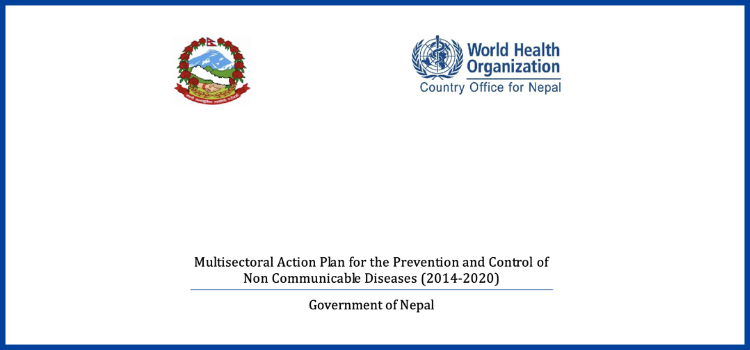 World Health
Organization
Country Office for Nepal
Multisectoral Action Plan for the Prevention and Control of
Non Communicable Diseases (2014-2020)
Government of Nepal